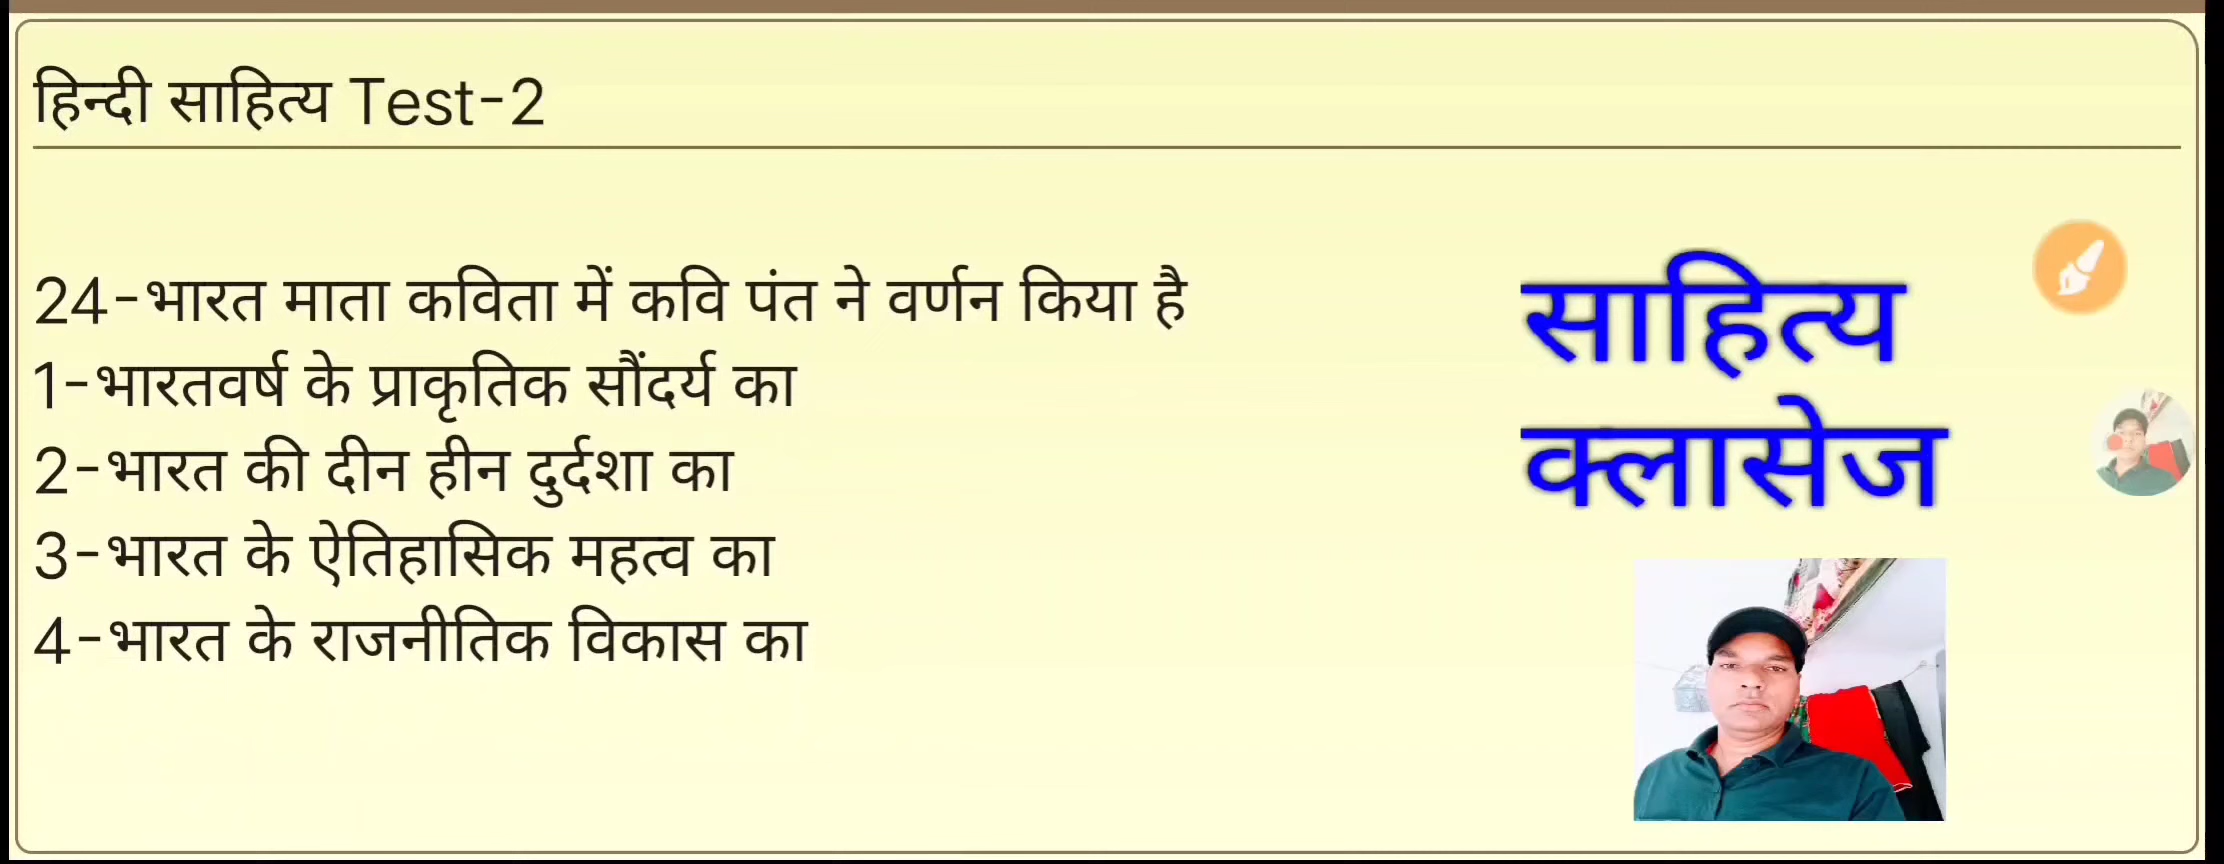 हिन्दी साहित्य Test-2
24-भारत माता कविता में कवि पंत ने वर्णन किया है
1-भारतवर्ष के प्राकृतिक सौंदर्य का
2-भारत की दीन हीन दुर्दशा का
3-भारत के ऐतिहासिक महत्व का
4-भारत के राजनीतिक विकास का
साहित्य
क्लासेज